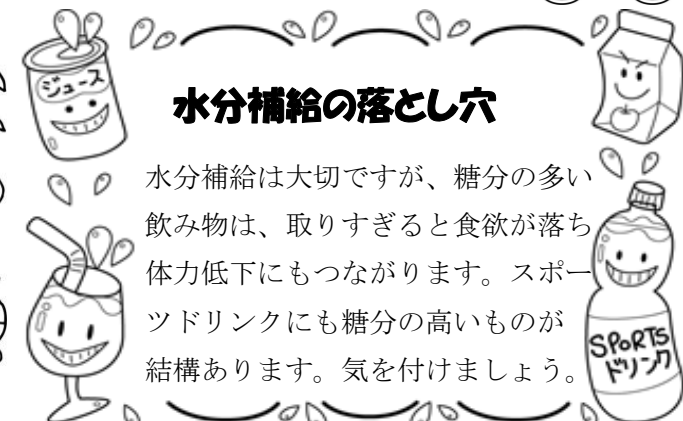 ジュース
水分補給の落とし穴
水分補給は大切ですが、糖分の多い
飲み物は、取りすぎると食欲が落ち
体力低下にもつながります。スポー
ツドリンクにも糖分の高いものが
結構あります。気を付けましょう。
SPoRTS
ドリンク